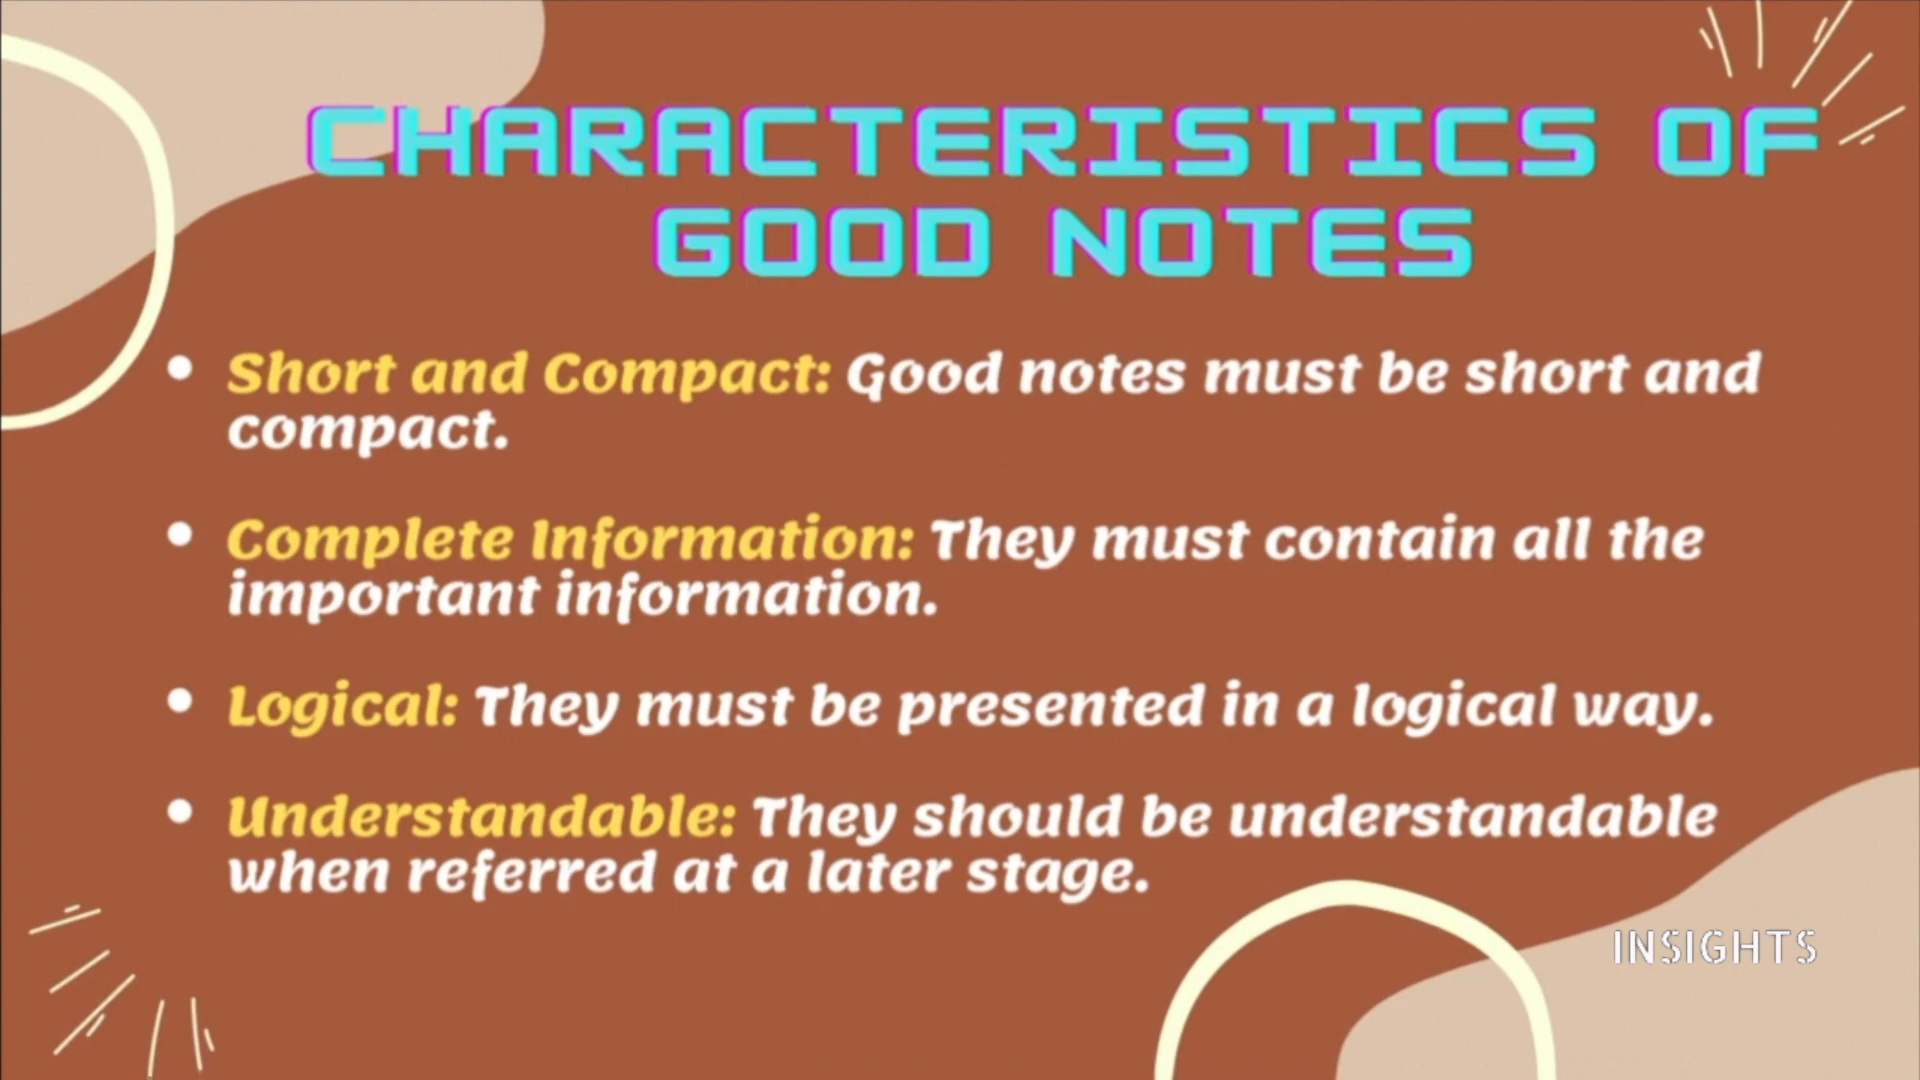 CHARACTERISTICS OF
GOOD NOTES
• Short and Compact: Good notes must be short and
compact.
• Complete Information: They must contain all the
important information.
• Logical: They must be presented in a logical way.
• Understandable: They should be understandable
when referred at a later stage.
INSIGHTS